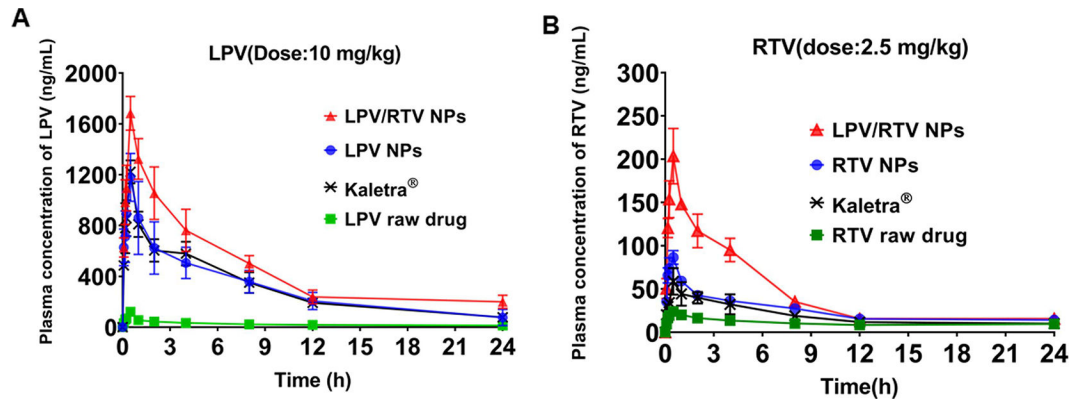 A
LPV(Dose:10 mg/kg)
Plasma concentration of LPV (ng/mL)
2000
1600
1200
800
400
0
LPV/RTV NPs
LPV NPs
Kaletra®
LPV raw drug
0 3 6 9 12 15 18 21 24
Time (h)
B
RTV(dose:2.5 mg/kg)
Plasma concentration of RTV (ng/mL)
300
250
200
150
100
50
0
LPV/RTV NPs
RTV NPs
Kaletra®
RTV raw drug
0 3 6 9 12 15 18 21 24
Time(h)